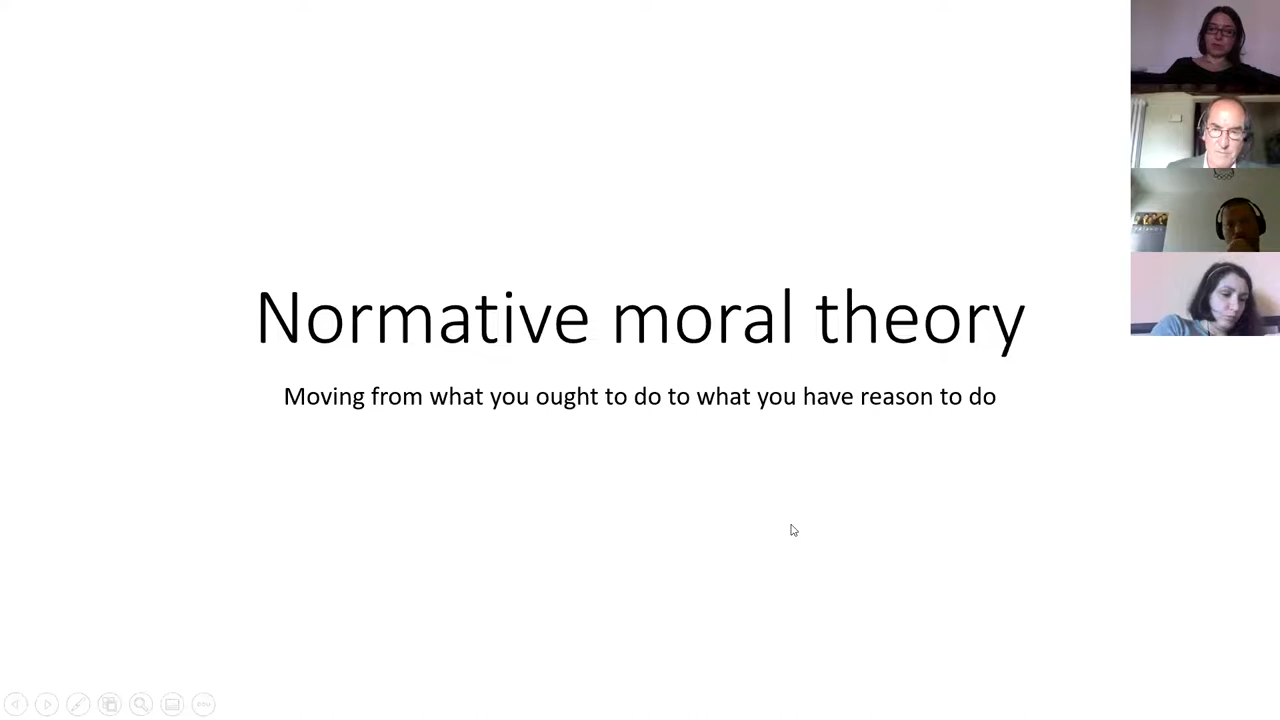 Normative moral theory
Moving from what you ought to do to what you have reason to do